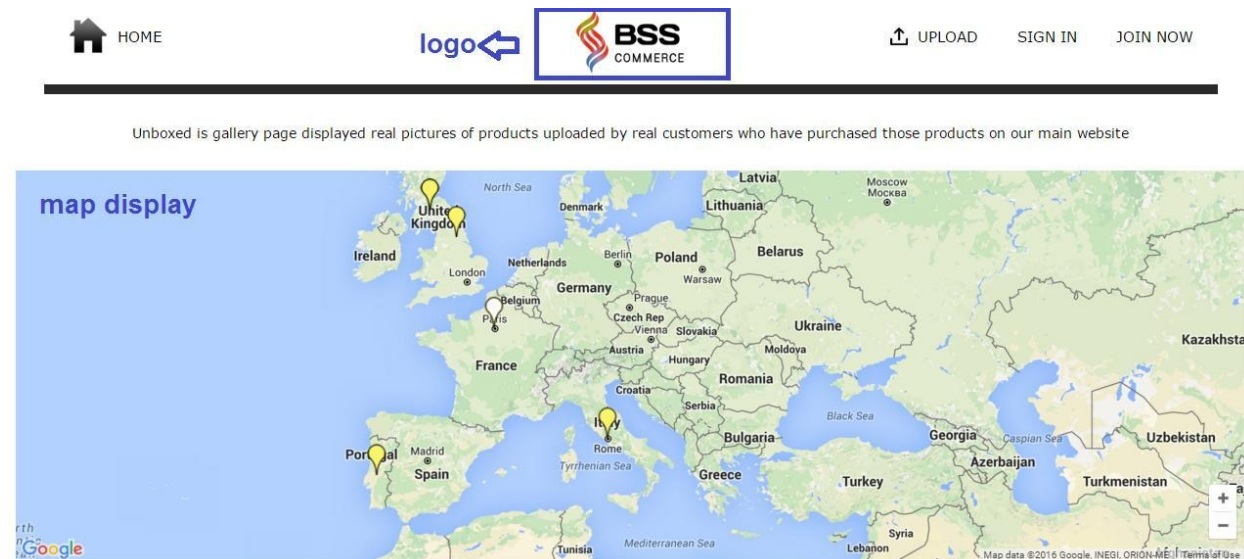 HOME
logo
BSS
COMMERCE
UPLOAD
SIGN IN
JOIN NOW
Unboxed is gallery page displayed real pictures of products uploaded by real customers who have purchased those products on our main website
map display
North Sea
Latvia
Moscow
Москва
Denmark
Lithuania
United
Kingdom
Ireland
Netherlands
Berlin
Poland
Belarus
London
Warsaw
Germany
Belgium
Prague
Paris
Czech Rep
Vienna
Slovakia
Ukraine
Kazakhsta
Austria
Hungary
Moldova
France
Romania
Croatia
Serbia
Italy
Black Sea
Bulgaria
Georgia
Caspian Sea
Uzbekistan
Portugal
Madrid
Rome
Spain
Tyrrhenian Sea
Greece
Turkey
Azerbaijan
Turkmenistan
+
−
Google
Tunisia
Mediterranean Sea
Syria
Lebanon
Map data ©2016 Google, INEGI, ORION-ME
Terms of Use